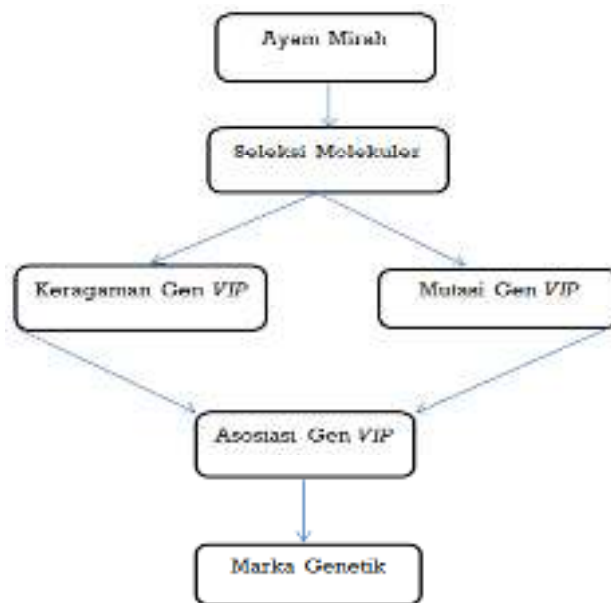 Ayam Mirah
Seleksi Molekuler
Keragaman Gen VIP
Mutasi Gen VIP
Asosiasi Gen VIP
Marka Genetik